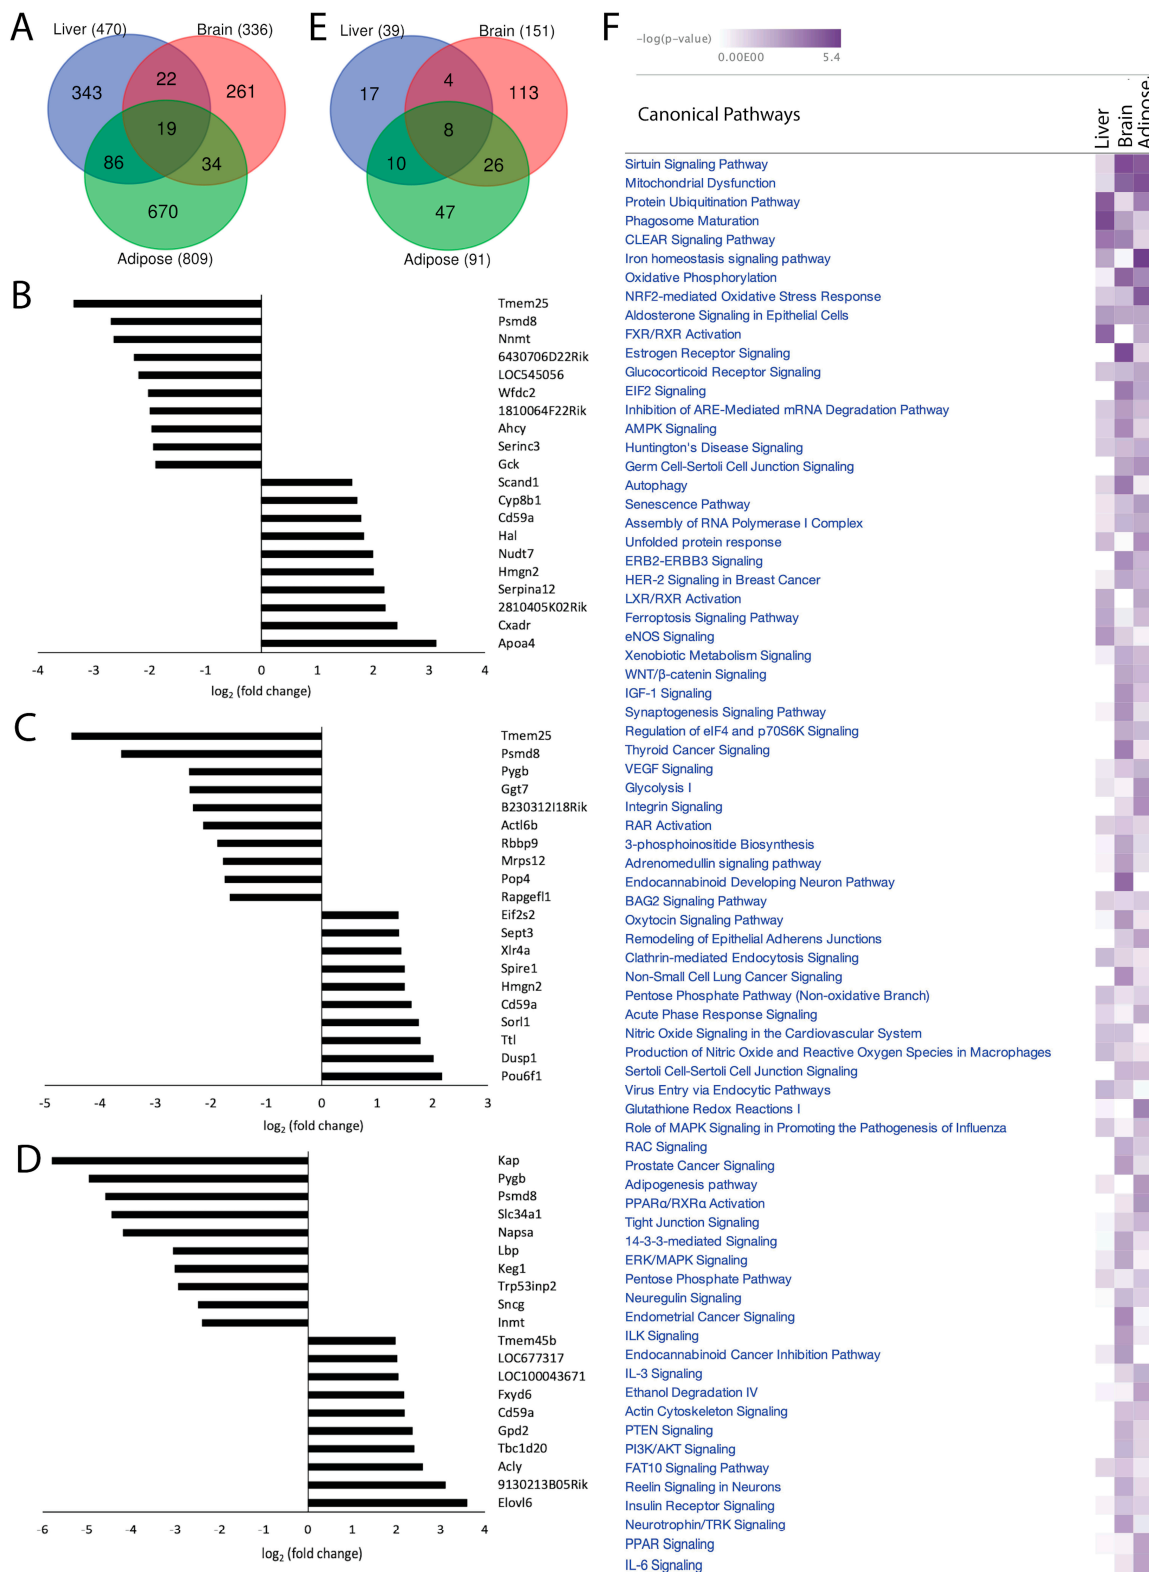 A
Liver (470)
Brain (336)
343
22
261
19
86
34
670
Adipose (809)
E
Liver (39)
Brain (151)
17
4
113
8
10
26
47
Adipose (91)
B
Tmem25
Psmd8
Nnmt
6430706D22Rik
LOC545056
Wfdc2
1810064F22Rik
Ahcy
Serinc3
Gck
Scand1
Cyp8b1
Cd59a
Hal
Nudt7
Hmgn2
Serpina12
2810405K02Rik
Cxadr
Apoa4
-4 -3 -2 -1 0 1 2 3 4
log2 (fold change)
C
Tmem25
Psmd8
Pygb
Ggt7
B230312I18Rik
Actl6b
Rbbp9
Mrps12
Pop4
Rapgefl1
Eif2s2
Sept3
Xlr4a
Spire1
Hmgn2
Cd59a
Sorl1
Ttl
Dusp1
Pou6f1
-5 -4 -3 -2 -1 0 1 2 3
log2 (fold change)
D
Kap
Pygb
Psmd8
Slc34a1
Napsa
Lbp
Keg1
Trp53inp2
Sncg
Inmt
Tmem45b
LOC677317
LOC100043671
Fxyd6
Cd59a
Gpd2
Tbc1d20
Acly
9130213B05Rik
Elovl6
-6 -5 -4 -3 -2 -1 0 1 2 3 4
log2 (fold change)
F
-log(p-value)
0.00E00 5.4
Canonical Pathways
Liver
Brain
Adipose
Sirtuin Signaling Pathway
Mitochondrial Dysfunction
Protein Ubiquitination Pathway
Phagosome Maturation
CLEAR Signaling Pathway
Iron homeostasis signaling pathway
Oxidative Phosphorylation
NRF2-mediated Oxidative Stress Response
Aldosterone Signaling in Epithelial Cells
FXR/RXR Activation
Estrogen Receptor Signaling
Glucocorticoid Receptor Signaling
EIF2 Signaling
Inhibition of ARE-Mediated mRNA Degradation Pathway
AMPK Signaling
Huntington's Disease Signaling
Germ Cell-Sertoli Cell Junction Signaling
Autophagy
Senescence Pathway
Assembly of RNA Polymerase I Complex
Unfolded protein response
ERB2-ERBB3 Signaling
HER-2 Signaling in Breast Cancer
LXR/RXR Activation
Ferroptosis Signaling Pathway
eNOS Signaling
Xenobiotic Metabolism Signaling
WNT/β-catenin Signaling
IGF-1 Signaling
Synaptogenesis Signaling Pathway
Regulation of eIF4 and p70S6K Signaling
Thyroid Cancer Signaling
VEGF Signaling
Glycolysis I
Integrin Signaling
RAR Activation
3-phosphoinositide Biosynthesis
Adrenomedullin signaling pathway
Endocannabinoid Developing Neuron Pathway
BAG2 Signaling Pathway
Oxytocin Signaling Pathway
Remodeling of Epithelial Adherens Junctions
Clathrin-mediated Endocytosis Signaling
Non-Small Cell Lung Cancer Signaling
Pentose Phosphate Pathway (Non-oxidative Branch)
Acute Phase Response Signaling
Nitric Oxide Signaling in the Cardiovascular System
Production of Nitric Oxide and Reactive Oxygen Species in Macrophages
Sertoli Cell-Sertoli Cell Junction Signaling
Virus Entry via Endocytic Pathways
Glutathione Redox Reactions I
Role of MAPK Signaling in Promoting the Pathogenesis of Influenza
RAC Signaling
Prostate Cancer Signaling
Adipogenesis pathway
PPARα/RXRα Activation
Tight Junction Signaling
14-3-3-mediated Signaling
ERK/MAPK Signaling
Pentose Phosphate Pathway
Neuregulin Signaling
Endometrial Cancer Signaling
ILK Signaling
Endocannabinoid Cancer Inhibition Pathway
IL-3 Signaling
Ethanol Degradation IV
Actin Cytoskeleton Signaling
PTEN Signaling
PI3K/AKT Signaling
FAT10 Signaling Pathway
Reelin Signaling in Neurons
Insulin Receptor Signaling
Neurotrophin/TRK Signaling
PPAR Signaling
IL-6 Signaling